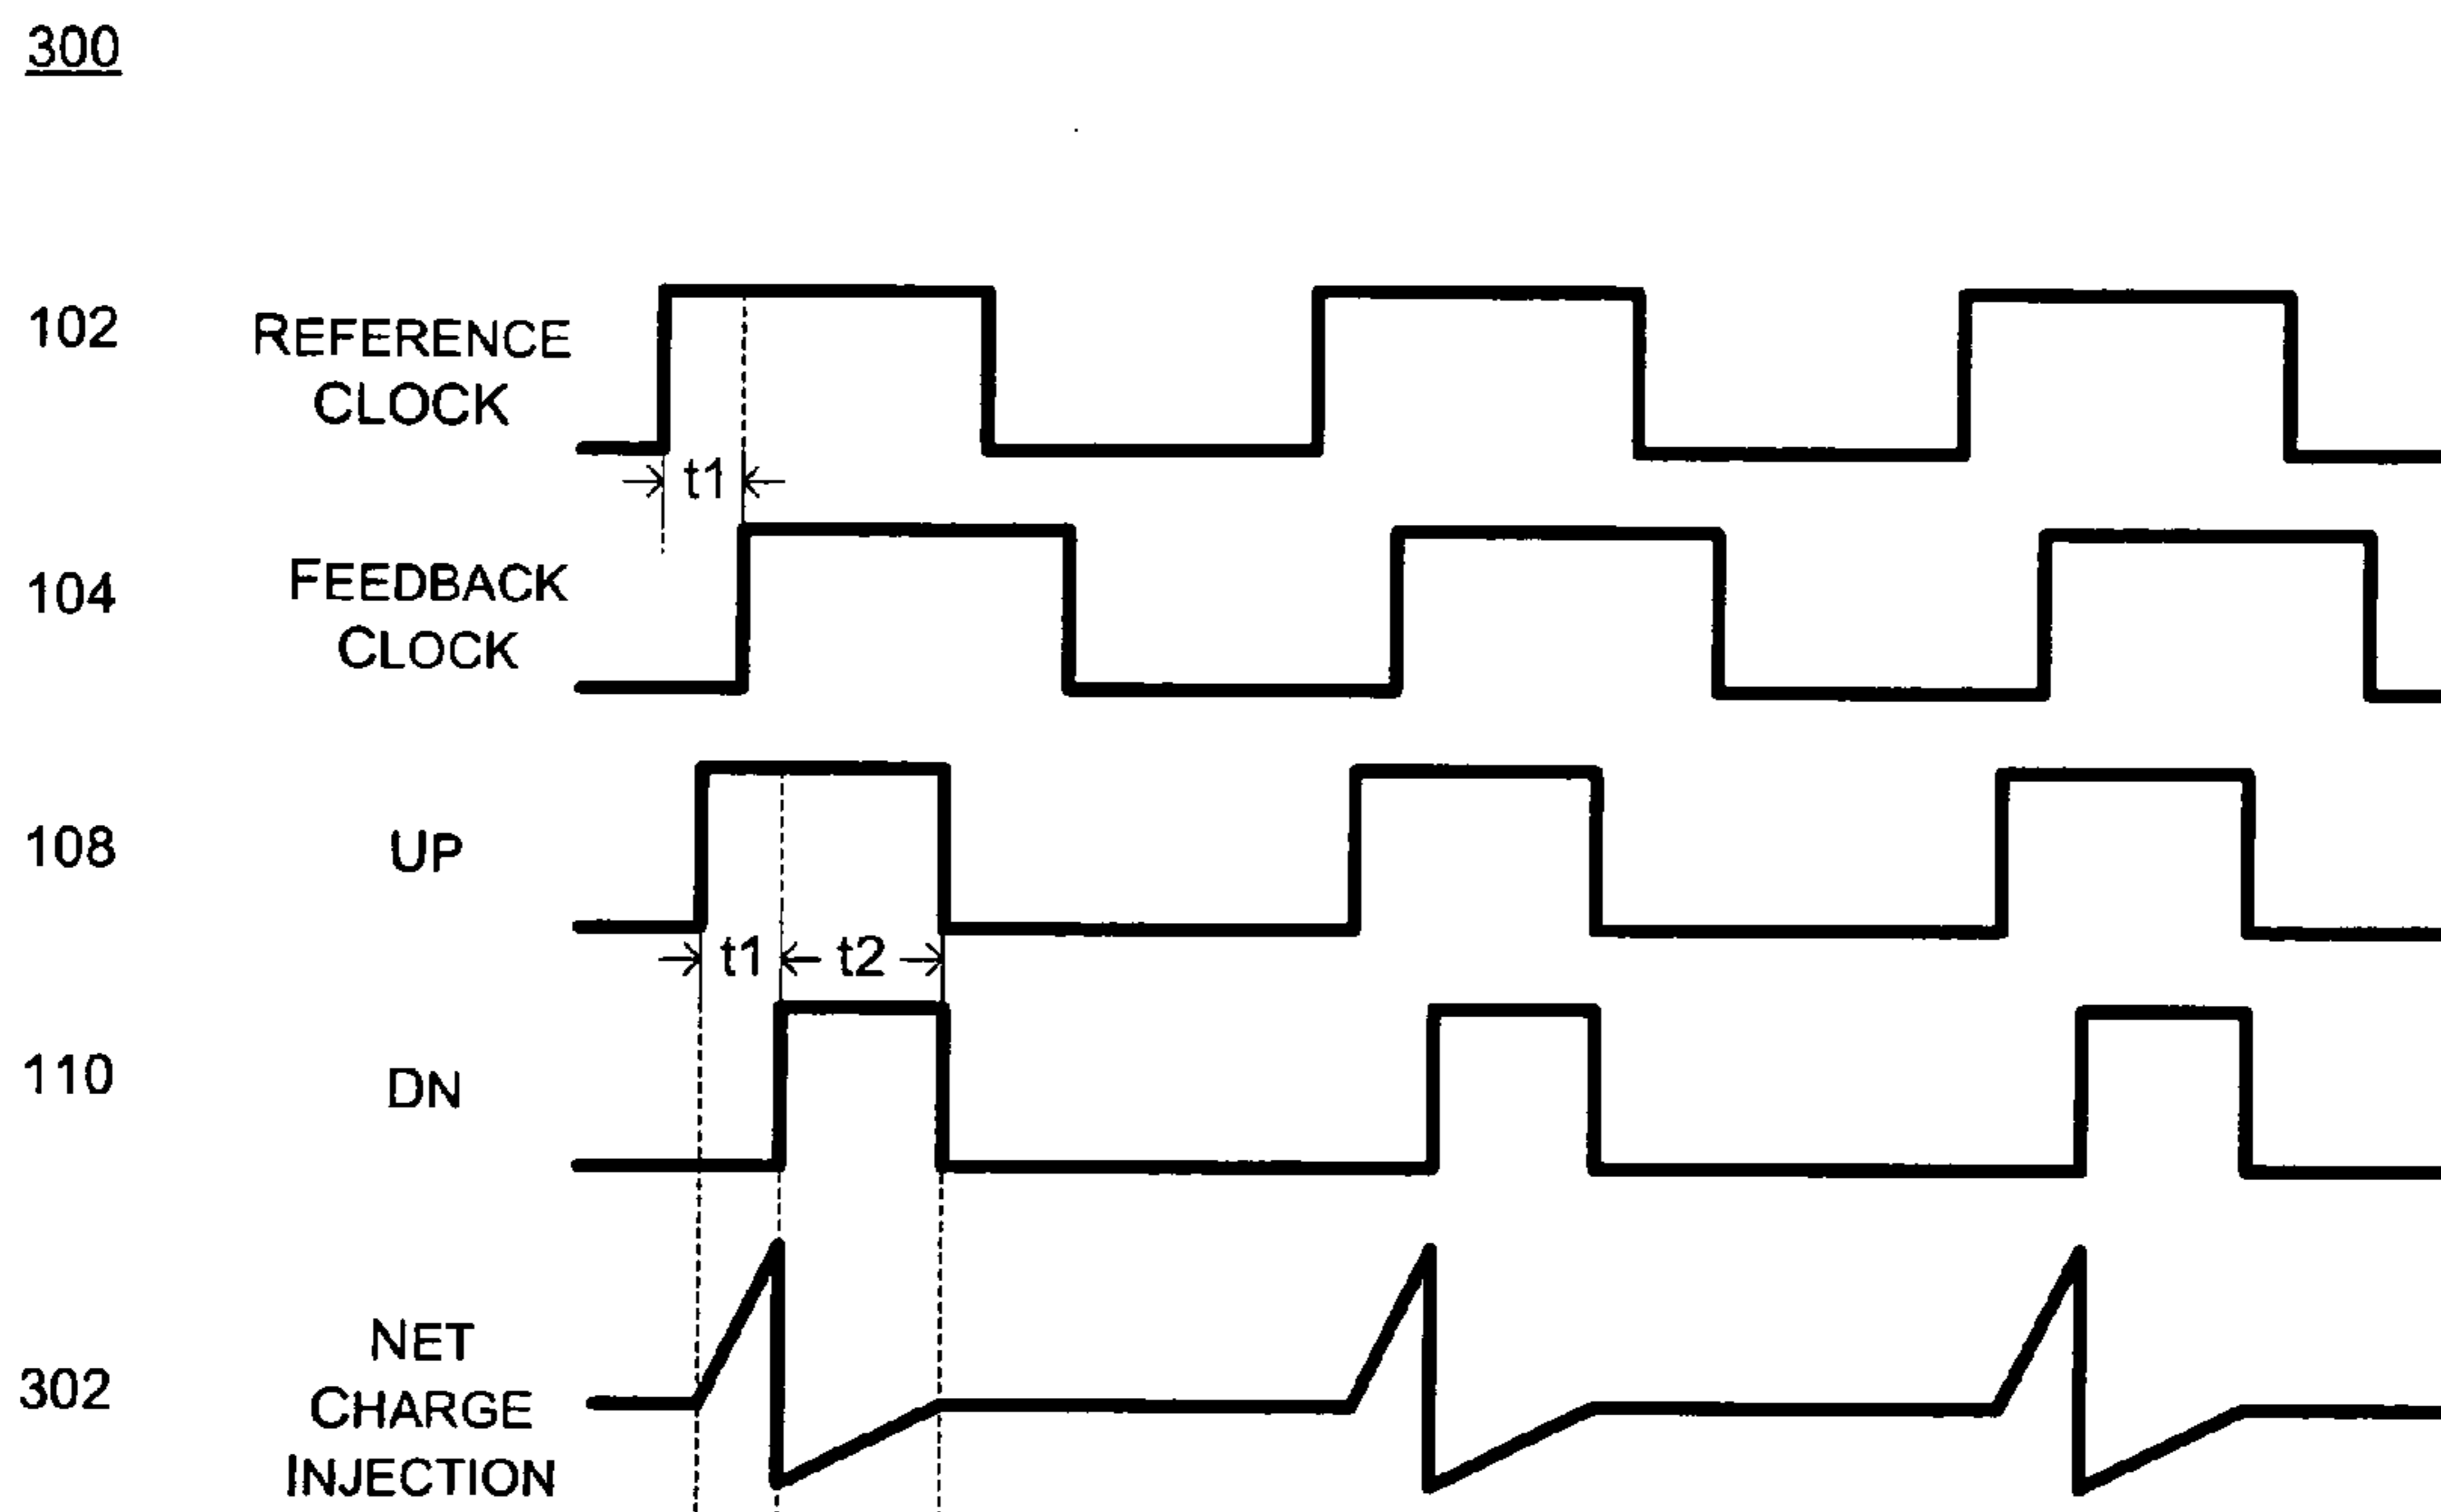 300
102
REFERENCE
CLOCK
t1
104
FEEDBACK
CLOCK
108
UP
t1
t2
110
DN
302
NET
CHARGE
INJECTION